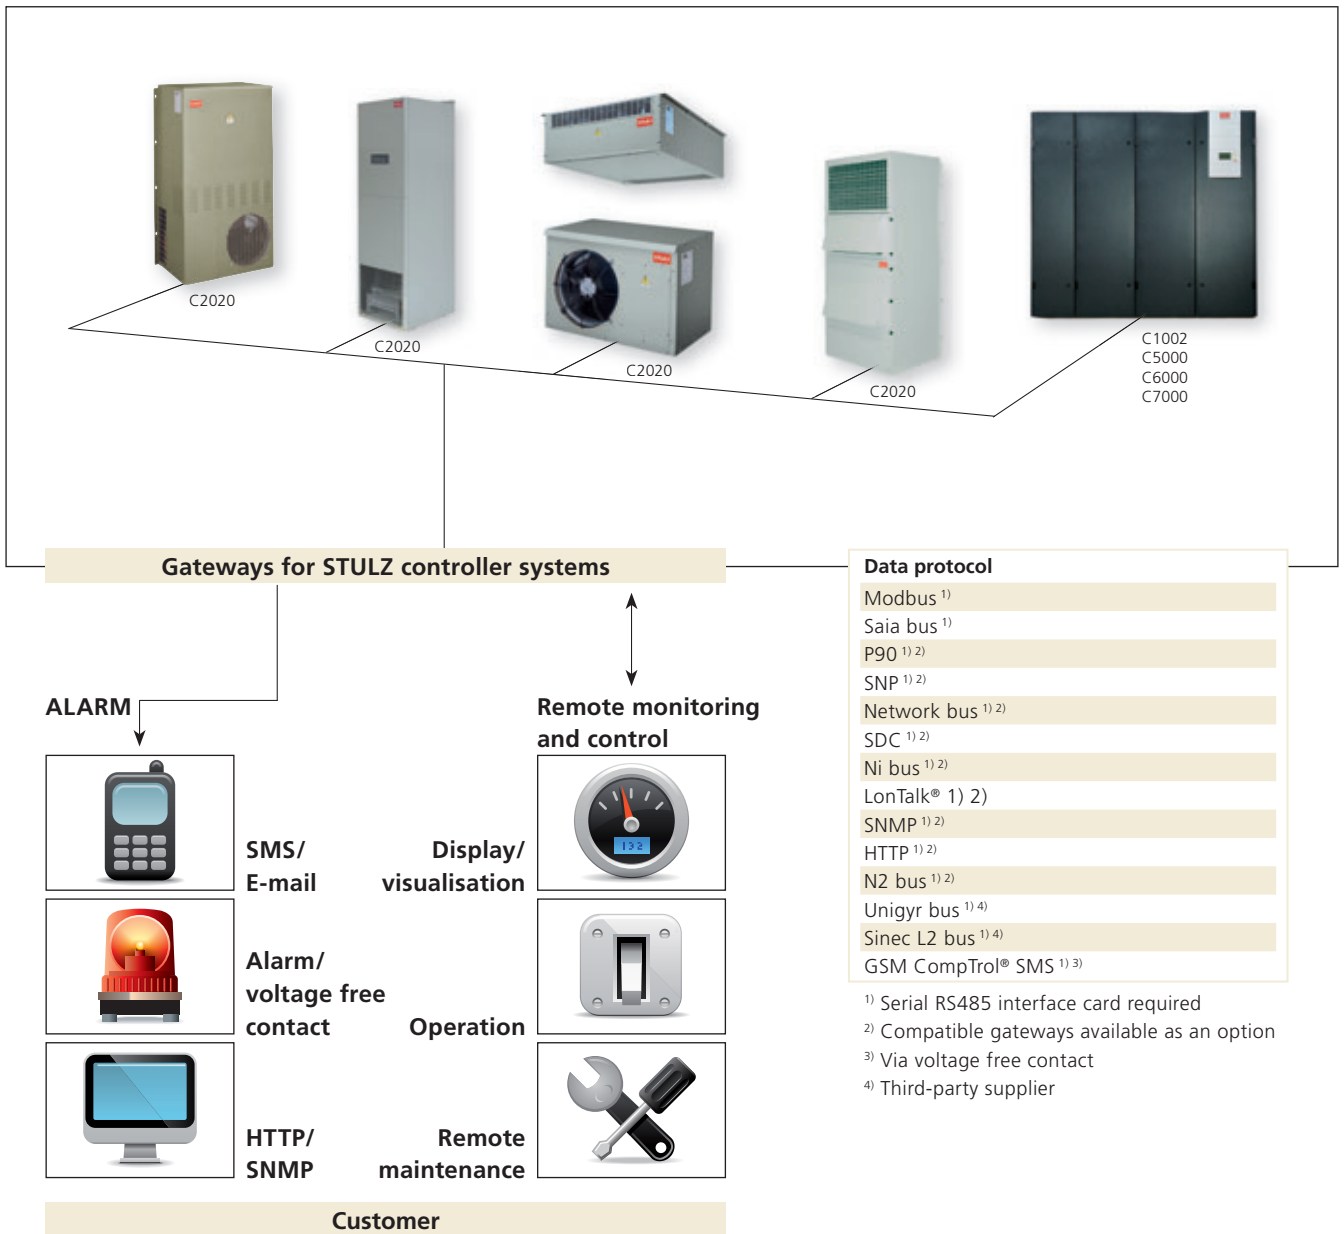 C2020
C2020
C2020
C2020
C1002
C5000
C6000
C7000
Gateways for STULZ controller systems
ALARM
SMS/
E-mail
Alarm/
voltage free
contact
HTTP/
SNMP
Remote monitoring
and control
Display/
visualisation
132
Operation
Remote
maintenance
Customer
Data protocol
Modbus 1)
Saia bus 1)
P90 1) 2)
SNP 1) 2)
Network bus 1) 2)
SDC 1) 2)
Ni bus 1) 2)
LonTalk® 1) 2)
SNMP 1) 2)
HTTP 1) 2)
N2 bus 1) 2)
Unigyr bus 1) 4)
Sinec L2 bus 1) 4)
GSM CompTrol® SMS 1) 3)
1) Serial RS485 interface card required
2) Compatible gateways available as an option
3) Via voltage free contact
4) Third-party supplier